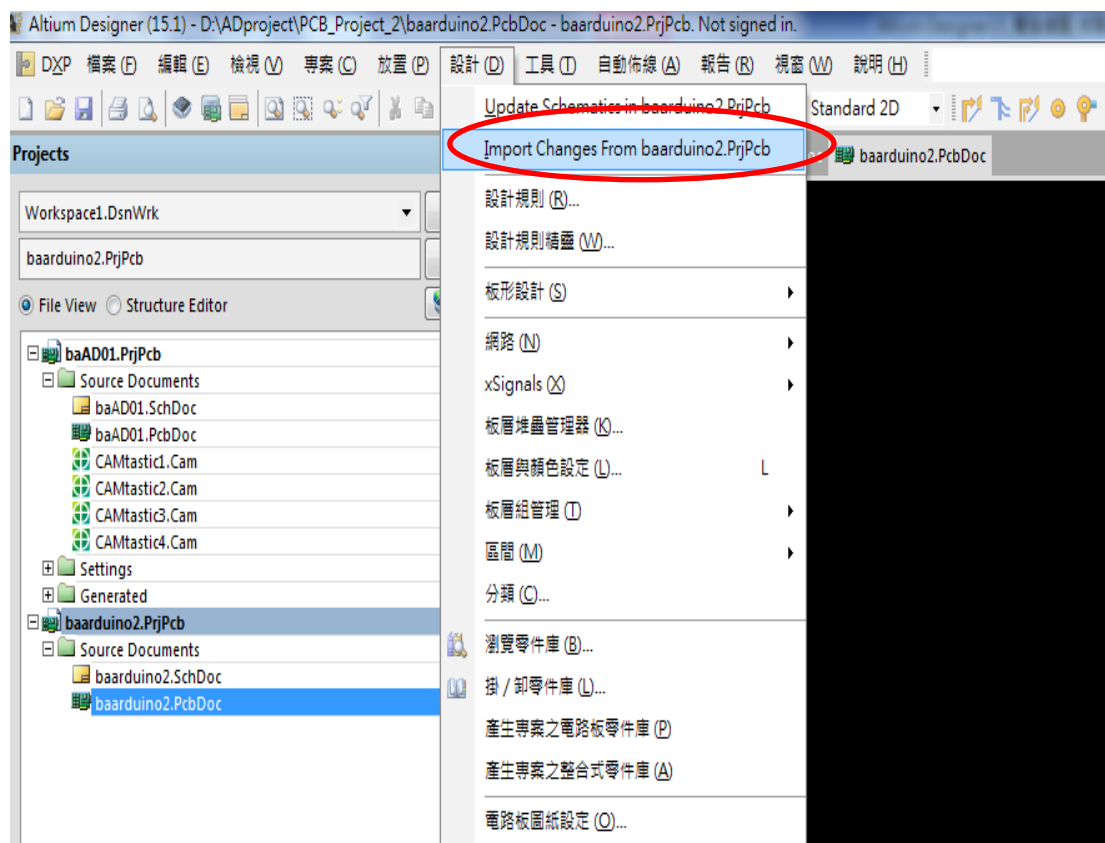 Altium Designer (15.1) - D:\ADproject\PCB_Project_2\baarduino2.PcbDoc - baarduino2.PrjPcb. Not signed in.
DXP 檔案 (F) 編輯 (E) 檢視 (V) 專案 (C) 放置 (P) 設計 (D) 工具 (T) 自動佈線 (A) 報告 (R) 視窗 (W) 說明 (H)
Standard 2D
Projects
Workspace1.DsnWrk
baarduino2.PrjPcb
File View Structure Editor
baAD01.PrjPcb
Source Documents
baAD01.SchDoc
baAD01.PcbDoc
CAMtastic1.Cam
CAMtastic2.Cam
CAMtastic3.Cam
CAMtastic4.Cam
Settings
Generated
baarduino2.PrjPcb
Source Documents
baarduino2.SchDoc
baarduino2.PcbDoc
Update Schematics in baarduino2.PrjPcb
Import Changes From baarduino2.PrjPcb
設計規則 (R)...
設計規則精靈 (W)...
板形設計 (S)
網路 (N)
xSignals (X)
板層堆疊管理器 (K)...
板層與顏色設定 (L)... L
板層組管理 (T)
區間 (M)
分類 (C)...
瀏覽零件庫 (B)...
掛 / 卸零件庫 (L)...
產生專案之電路板零件庫 (P)
產生專案之整合式零件庫 (A)
電路板圖紙設定 (O)...
baarduino2.PcbDoc